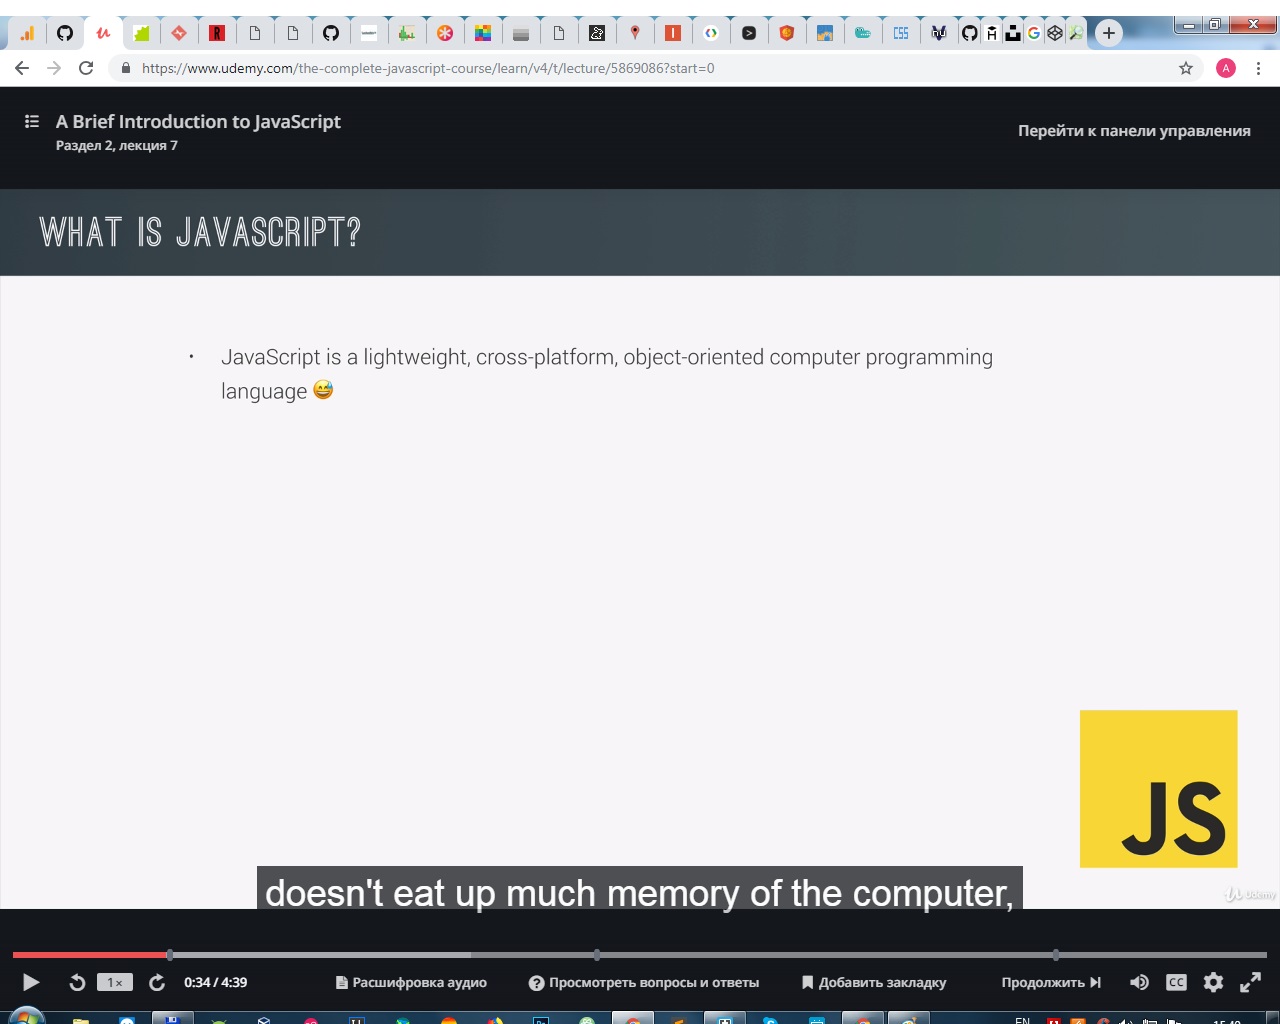 https://www.udemy.com/the-complete-javascript-course/learn/v4/t/lecture/5869086?start=0
A
A Brief Introduction to JavaScript
Раздел 2, лекция 7
Перейти к панели управления
WHAT IS JAVASCRIPT?
• JavaScript is a lightweight, cross-platform, object-oriented computer programming
language 😅
JS
doesn't eat up much memory of the computer,
Udemy
1×
0:34 / 4:39
Расшифровка аудио
Просмотреть вопросы и ответы
Добавить закладку
Продолжить
CC
EN